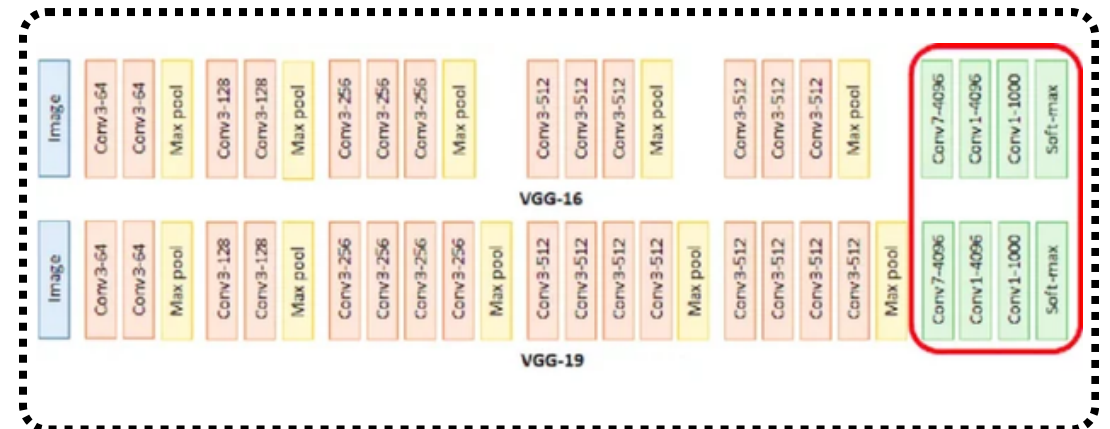 Image
Conv3-64
Conv3-64
Max pool
Conv3-128
Conv3-128
Max pool
Conv3-256
Conv3-256
Conv3-256
Max pool
Conv3-512
Conv3-512
Conv3-512
Max pool
Conv3-512
Conv3-512
Conv3-512
Max pool
Conv7-4096
Conv1-4096
Conv1-1000
Soft-max
VGG-16
Image
Conv3-64
Conv3-64
Max pool
Conv3-128
Conv3-128
Max pool
Conv3-256
Conv3-256
Conv3-256
Conv3-256
Max pool
Conv3-512
Conv3-512
Conv3-512
Conv3-512
Max pool
Conv3-512
Conv3-512
Conv3-512
Conv3-512
Max pool
Conv7-4096
Conv1-4096
Conv1-1000
Soft-max
VGG-19